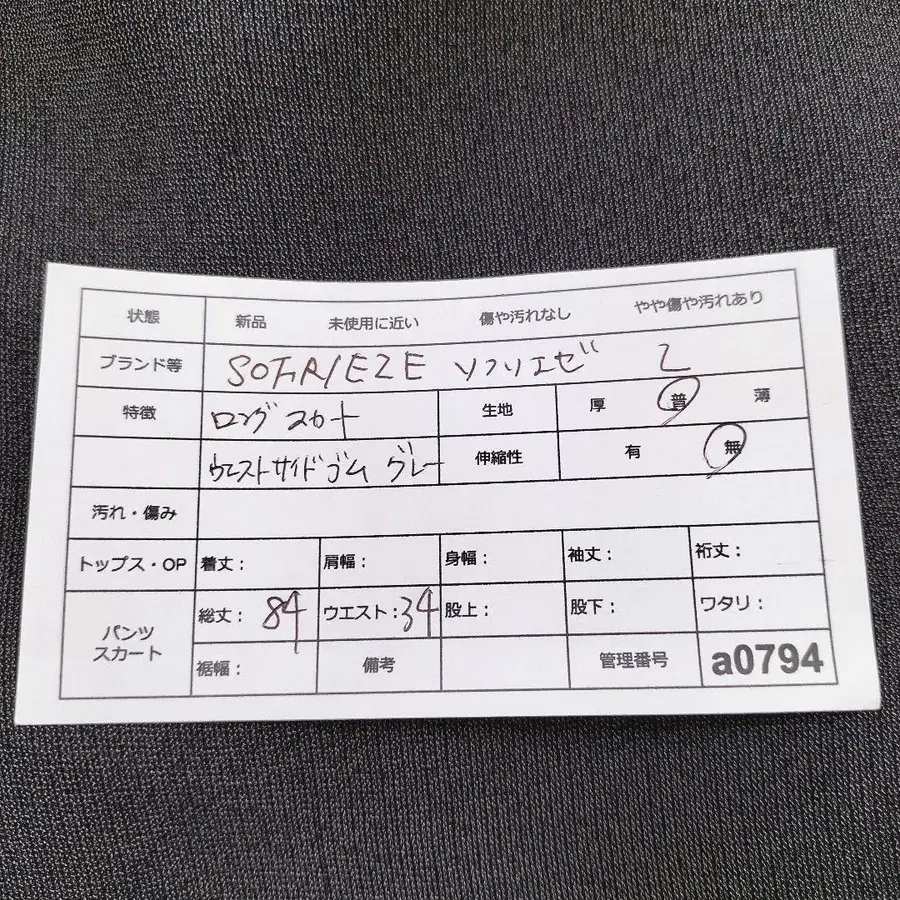 状態 新品 未使用に近い 傷や汚れなし やや傷や汚れあり
ブランド等 SOFFRIEZE ソフリエゼ L
特徴 ロングスカート 生地 厚 普 薄
ウエストサイドゴム グレー 伸縮性 有 無
汚れ・傷み
トップス・OP 着丈： 肩幅： 身幅： 袖丈： 裄丈：
パンツ スカート 総丈：84 ウエスト：34 股上： 股下： ワタリ：
裾幅： 備考 管理番号 a0794